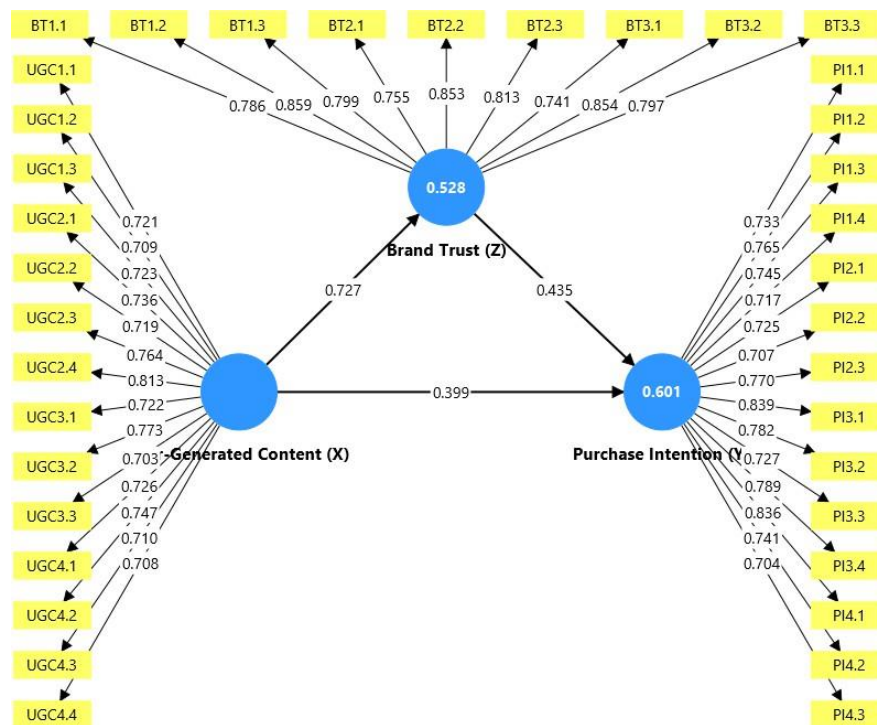 BT1.1 BT1.2 BT1.3 BT2.1 BT2.2 BT2.3 BT3.1 BT3.2 BT3.3
0.786 0.859 0.799 0.755 0.853 0.813 0.741 0.854 0.797
UGC1.1
UGC1.2
UGC1.3
UGC2.1
UGC2.2
UGC2.3
UGC2.4
UGC3.1
UGC3.2
UGC3.3
UGC4.1
UGC4.2
UGC4.3
UGC4.4
0.721
0.709
0.723
0.736
0.719
0.764
0.813
0.722
0.773
0.703
0.726
0.747
0.710
0.708
-Generated Content (X)
0.727
0.528
Brand Trust (Z)
0.435
0.399
0.601
Purchase Intention (Y
0.733
0.765
0.745
0.717
0.725
0.707
0.770
0.839
0.782
0.727
0.789
0.836
0.741
0.704
PI1.1
PI1.2
PI1.3
PI1.4
PI2.1
PI2.2
PI2.3
PI3.1
PI3.2
PI3.3
PI3.4
PI4.1
PI4.2
PI4.3